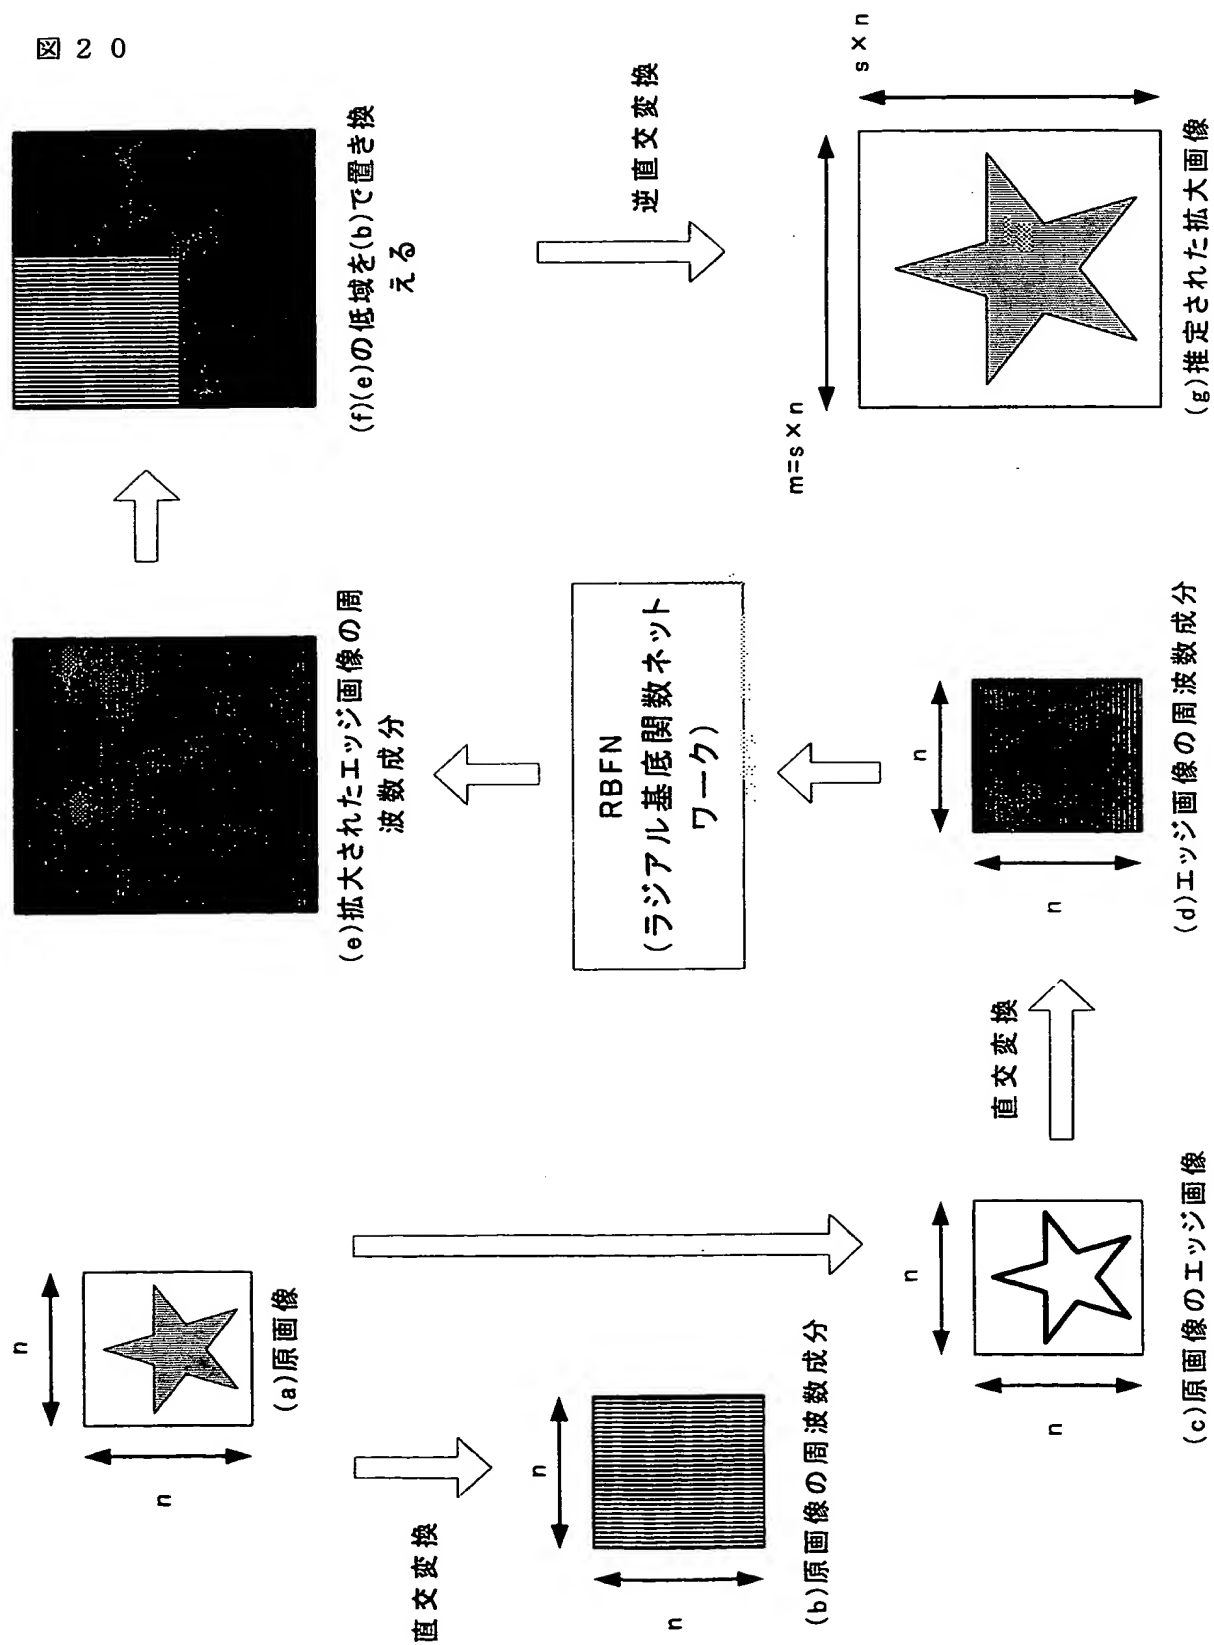 図20
n
n
(a)原画像
直交変換
n
n
(b)原画像の周波数成分
n
n
(c)原画像のエッジ画像
直交変換
n
n
(d)エッジ画像の周波数成分
RBFN
(ラジアル基底関数ネット
ワーク)
(e)拡大されたエッジ画像の周
波数成分
(f)(e)の低域を(b)で置き換
える
逆直交変換
m=s×n
s×n
(g)推定された拡大画像